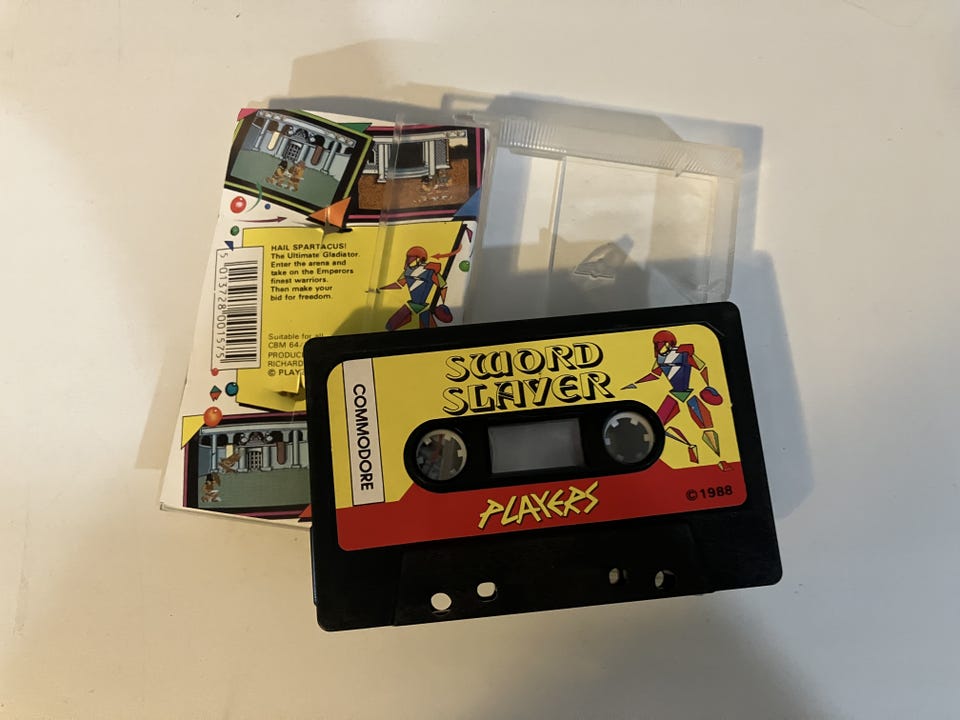 HAIL SPARTACUS!
The Ultimate Gladiator.
Enter the arena and
take on the Emperors
finest warriors.
Then make your
bid for freedom.
Suitable for all
CBM 64
PRODUC
RICHARD
© PLAY
5 013728 001575
COMMODORE
SWORD
SLAYER
PLAYERS
© 1988